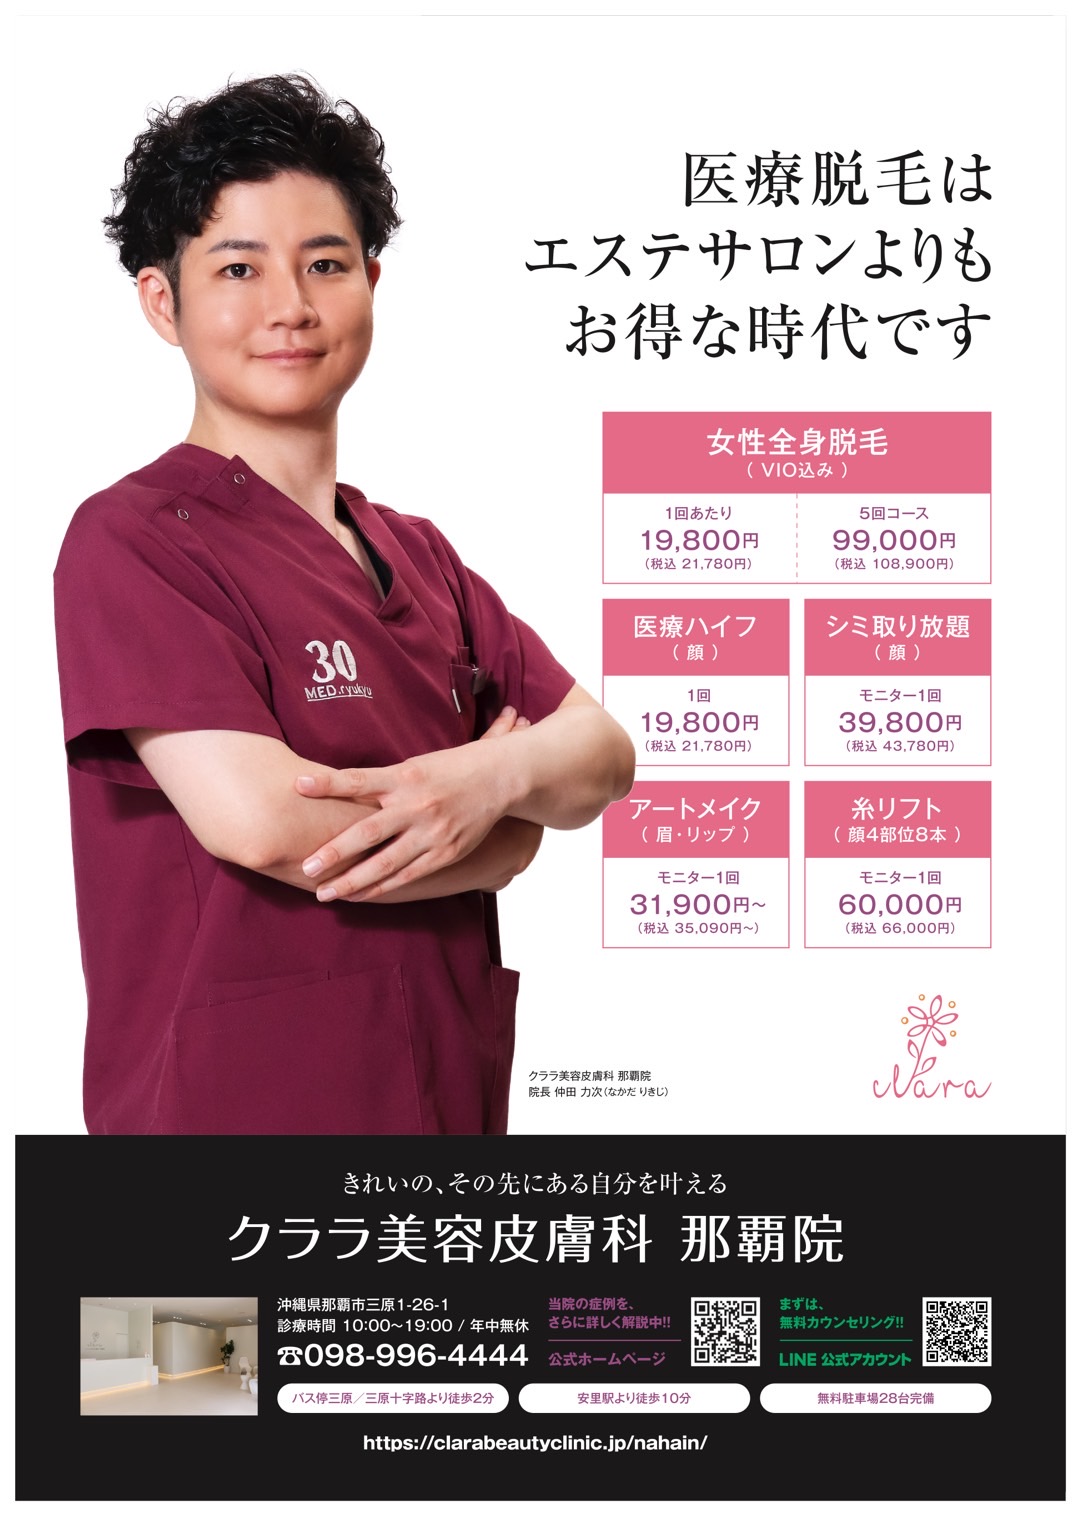 医療脱毛は
エステサロンよりも
お得な時代です
女性全身脱毛
( VIO込み )
1回あたり
19,800円
(税込 21,780円)
5回コース
99,000円
(税込 108,900円)
医療ハイフ
( 顔 )
1回
19,800円
(税込 21,780円)
シミ取り放題
( 顔 )
モニター1回
39,800円
(税込 43,780円)
アートメイク
( 眉・リップ )
モニター1回
31,900円〜
(税込 35,090円〜)
糸リフト
( 顔4部位8本 )
モニター1回
60,000円
(税込 66,000円)
30
MED.ryukyu
クララ美容皮膚科 那覇院
院長 仲田 力次(なかだ りきじ)
clara
きれいの、その先にある自分を叶える
クララ美容皮膚科 那覇院
沖縄県那覇市三原1-26-1
診療時間 10:00〜19:00 / 年中無休
☎098-996-4444
当院の症例を、
さらに詳しく解説中!!
公式ホームページ
まずは、
無料カウンセリング!!
LINE 公式アカウント
バス停三原／三原十字路より徒歩2分
安里駅より徒歩10分
無料駐車場28台完備
https://clarabeautyclinic.jp/nahain/